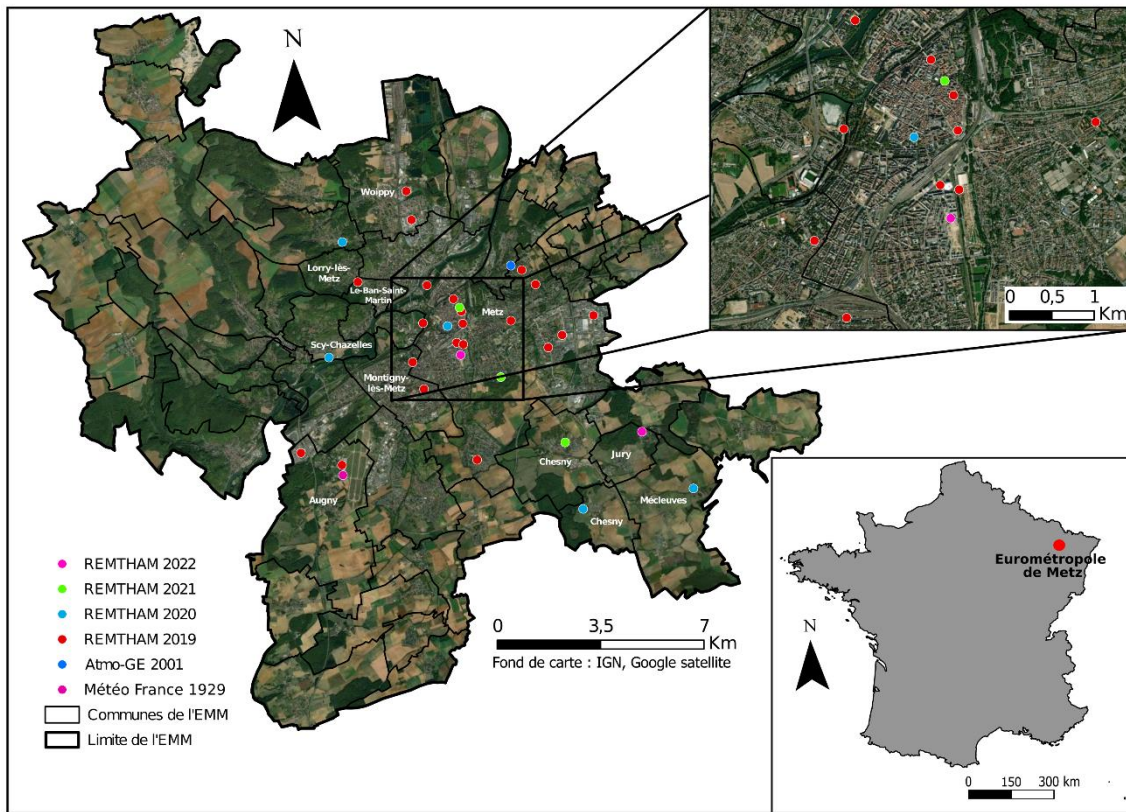 N
Woippy
Lorry-lès-
Metz
Le-Ban-Saint-
Martin
Metz
Scy-Chazelles
Montigny-
lès-Metz
Augny
Chesny
Jury
Mécleuves
Chesny
0 0,5 1
Km
REMTHAM 2022
REMTHAM 2021
REMTHAM 2020
REMTHAM 2019
Atmo-GE 2001
Météo France 1929
Communes de l'EMM
Limite de l'EMM
0 3,5 7
Km
Fond de carte : IGN, Google satellite
Eurométropole
de Metz
N
0 150 300 km